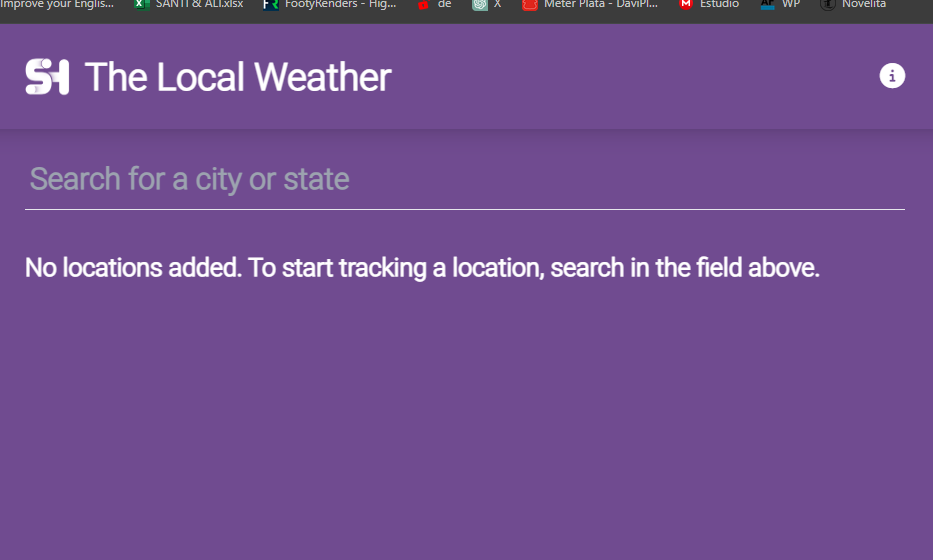 Improve your Englis... SANTI & ALI.xlsx FootyRenders - Hig... de X Meter Plata - DaviPl... Estudio WP Novelita
SH The Local Weather
Search for a city or state
No locations added. To start tracking a location, search in the field above.